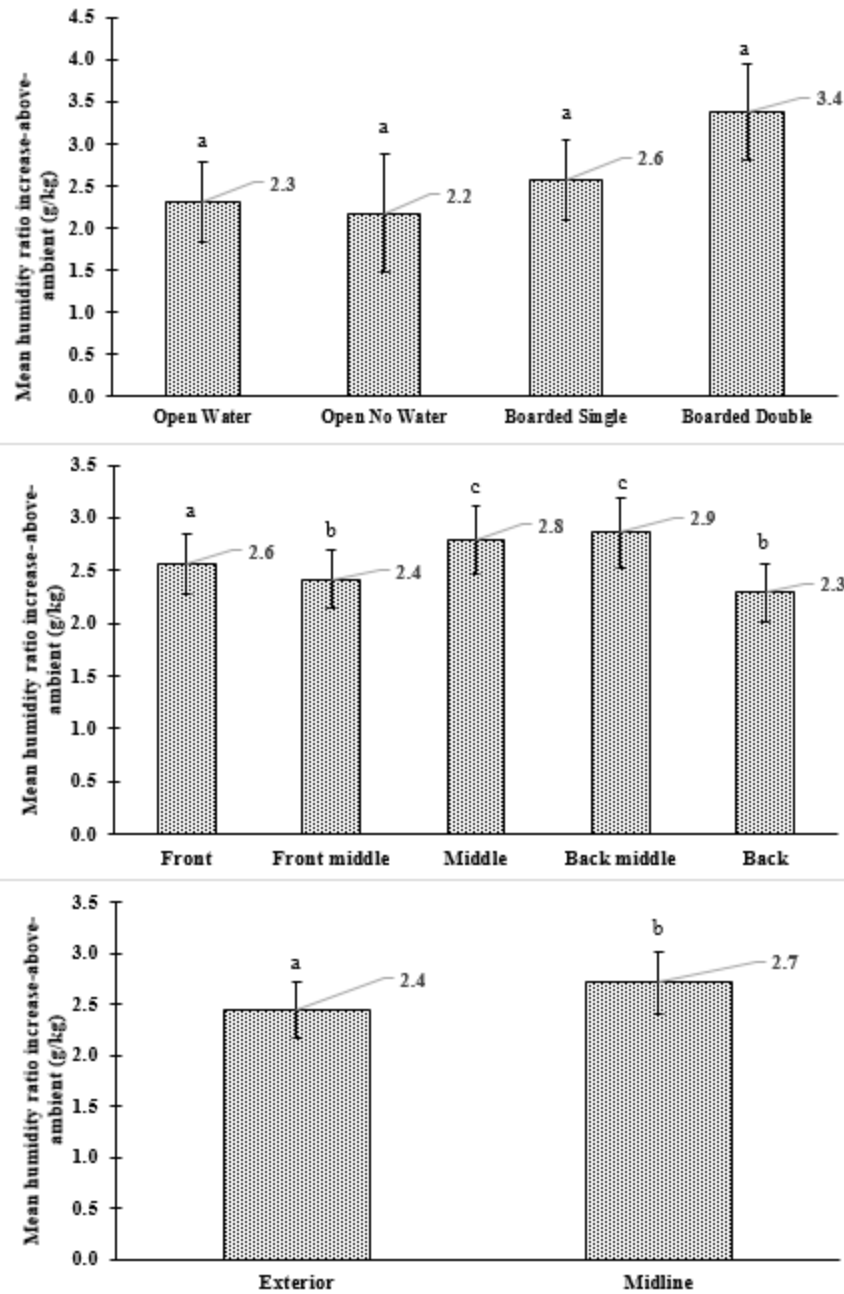 Mean humidity ratio increase-above-
ambient (g/kg)
4.5
4.0
3.5
3.0
2.5
2.0
1.5
1.0
0.5
0.0
a
a
a
a
2.3
2.2
2.6
3.4
Open Water
Open No Water
Boarded Single
Boarded Double
Mean humidity ratio increase-above-
ambient (g/kg)
3.5
3.0
2.5
2.0
1.5
1.0
0.5
0.0
a
b
c
c
b
2.6
2.4
2.8
2.9
2.3
Front
Front middle
Middle
Back middle
Back
Mean humidity ratio increase-above-
ambient (g/kg)
3.5
3.0
2.5
2.0
1.5
1.0
0.5
0.0
a
b
2.4
2.7
Exterior
Midline